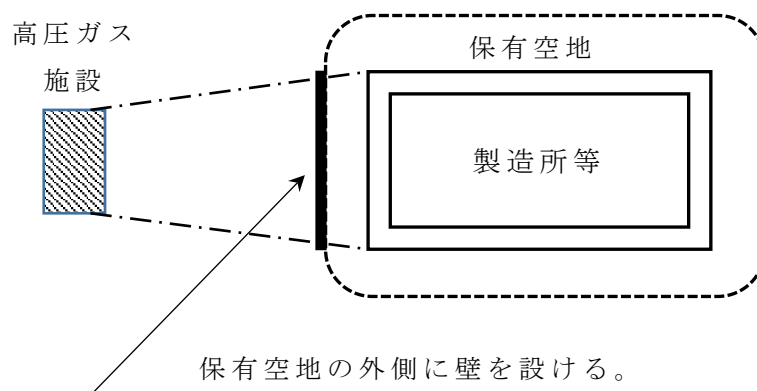 高圧ガス
施設
保有空地
製造所等
保有空地の外側に壁を設ける。